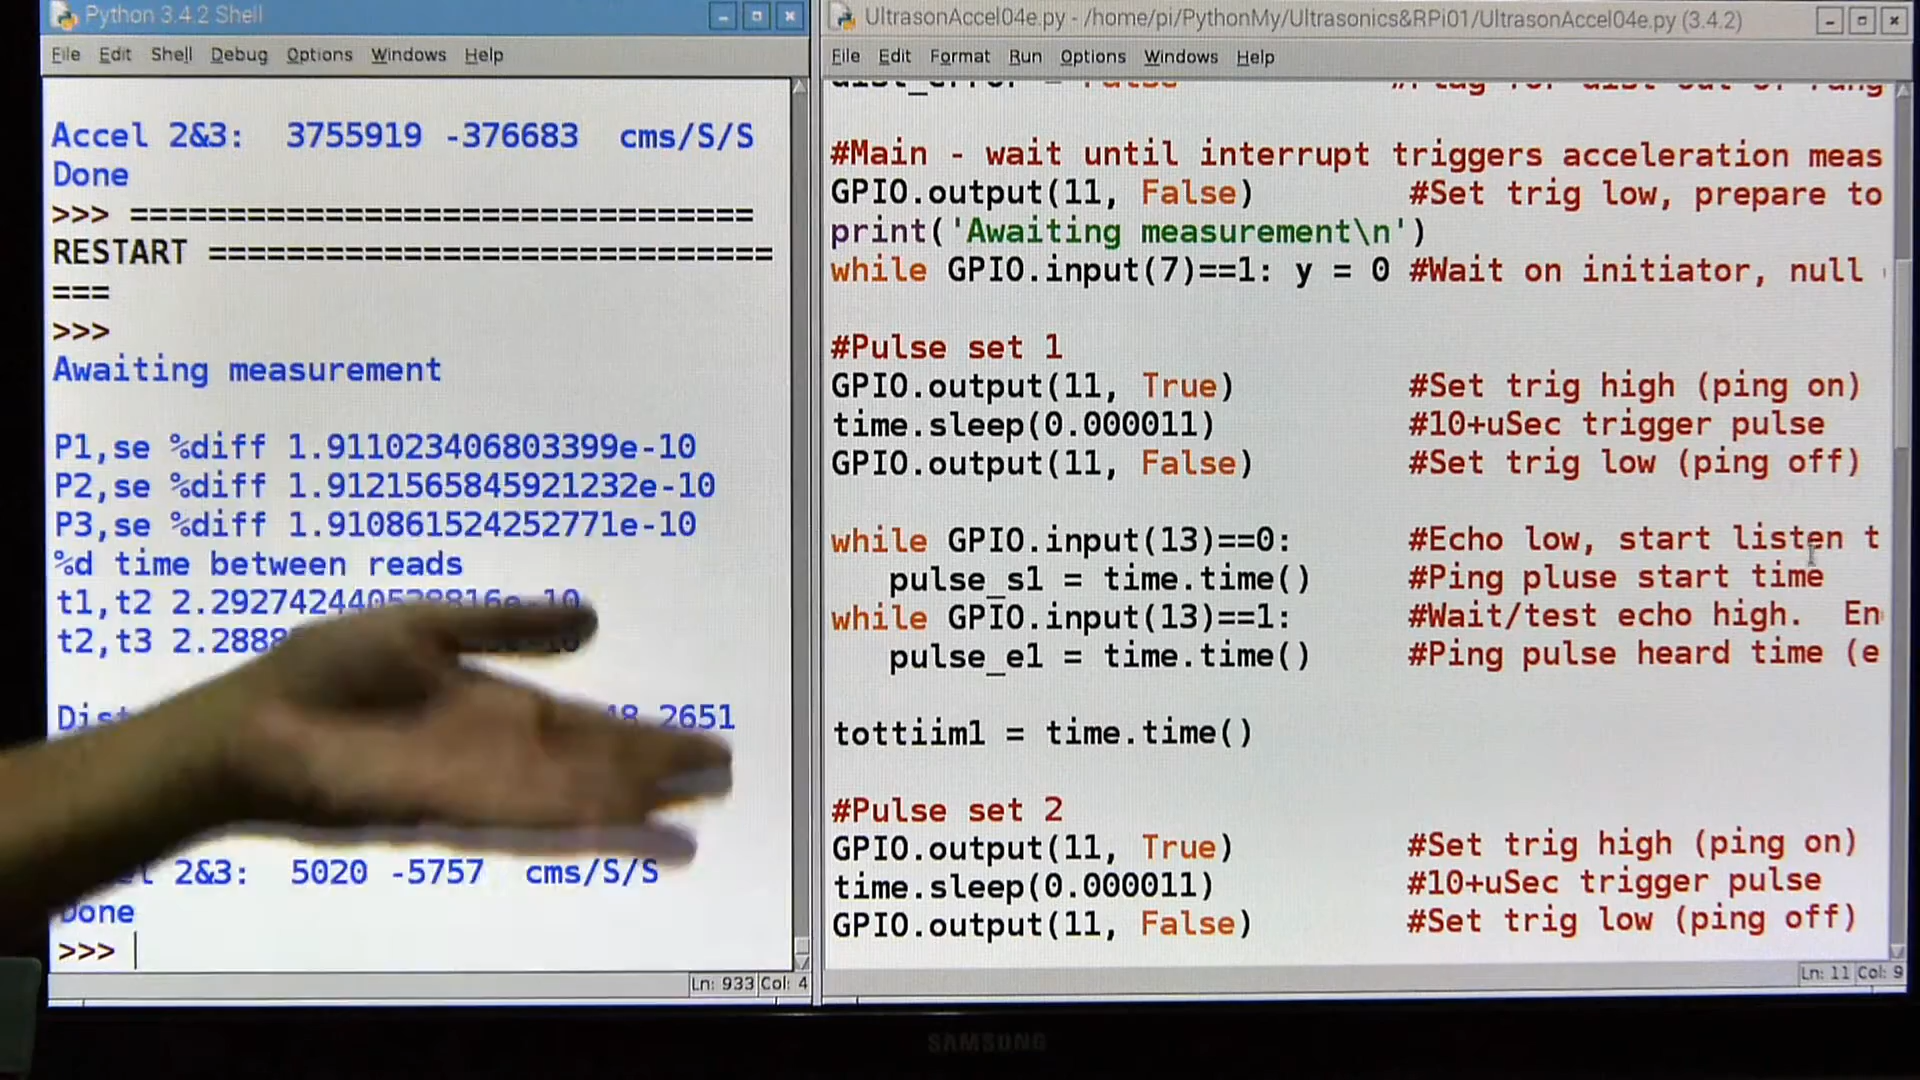 Python 3.4.2 Shell
File Edit Shell Debug Options Windows Help
Accel 2&3: 3755919 -376683 cms/S/S
Done
>>> ================================
RESTART =============================
===
>>>
Awaiting measurement
P1,se %diff 1.911023406803399e-10
P2,se %diff 1.9121565845921232e-10
P3,se %diff 1.910861524252771e-10
%d time between reads
t1,t2
t2,t3
2651
2&3: 5020 -5757 cms/S/S
Done
>>>
Ln: 933 Col: 4
UltrasonAccel04e.py - /home/pi/PythonMy/Ultrasonics&RPi01/UltrasonAccel04e.py (3.4.2)
File Edit Format Run Options Windows Help
#Main - wait until interrupt triggers acceleration meas
GPIO.output(11, False) #Set trig low, prepare to
print('Awaiting measurement\n')
while GPIO.input(7)==1: y = 0 #Wait on initiator, null
#Pulse set 1
GPIO.output(11, True) #Set trig high (ping on)
time.sleep(0.000011) #10+uSec trigger pulse
GPIO.output(11, False) #Set trig low (ping off)
while GPIO.input(13)==0: #Echo low, start listen t
pulse_s1 = time.time() #Ping pluse start time
while GPIO.input(13)==1: #Wait/test echo high. En
pulse_e1 = time.time() #Ping pulse heard time (e
tottiim1 = time.time()
#Pulse set 2
GPIO.output(11, True) #Set trig high (ping on)
time.sleep(0.000011) #10+uSec trigger pulse
GPIO.output(11, False) #Set trig low (ping off)
Ln: 11 Col: 9
SAMSUNG